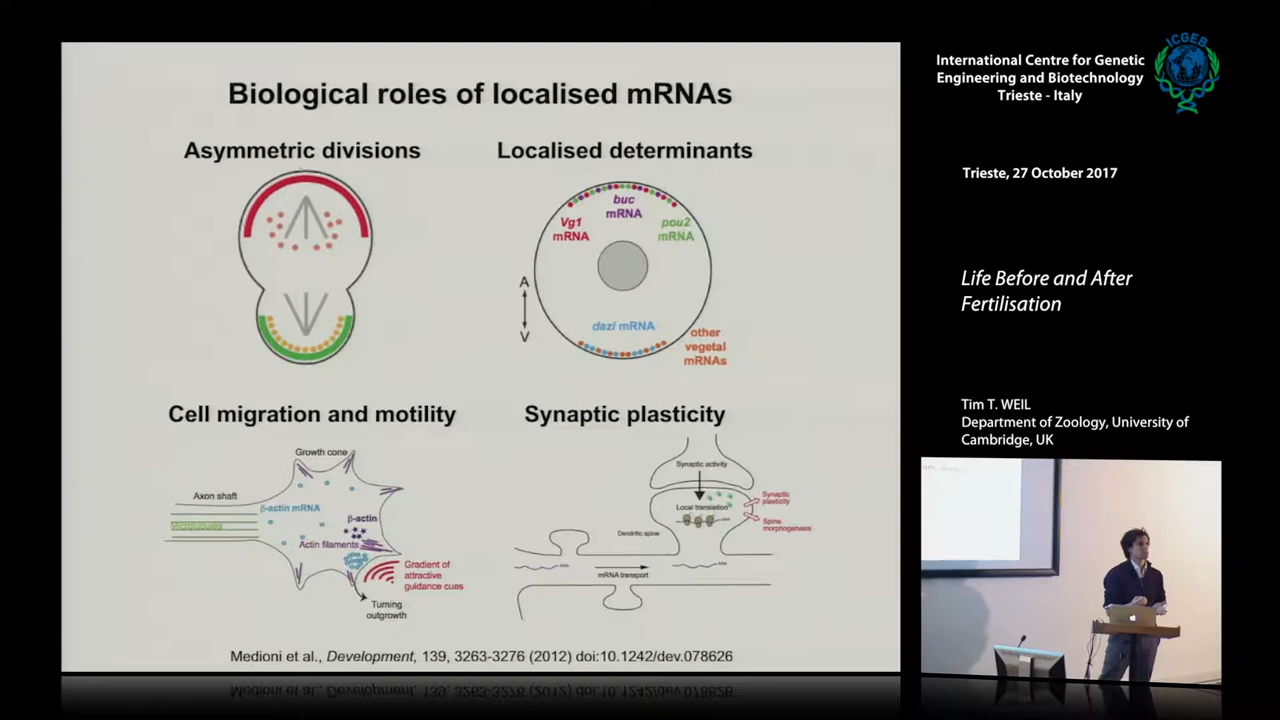 Biological roles of localised mRNAs
Asymmetric divisions
Localised determinants
buc
mRNA
Vg1
mRNA
pou2
mRNA
A
V
dazl mRNA
other
vegetal
mRNAs
Cell migration and motility
Synaptic plasticity
Growth cone
Axon shaft
β-actin mRNA
Microtubules
β-actin
Actin filaments
Gradient of
attractive
guidance cues
Turning
outgrowth
Synaptic activity
Local translation
AAA
Synaptic
plasticity
Spine
morphogenesis
Dendritic spine
AAA
mRNA transport
AAA
Medioni et al., Development, 139, 3263-3276 (2012) doi:10.1242/dev.078626
International Centre for Genetic
Engineering and Biotechnology
Trieste - Italy
ICGEB
Trieste, 27 October 2017
Life Before and After
Fertilisation
Tim T. WEIL
Department of Zoology, University of
Cambridge, UK